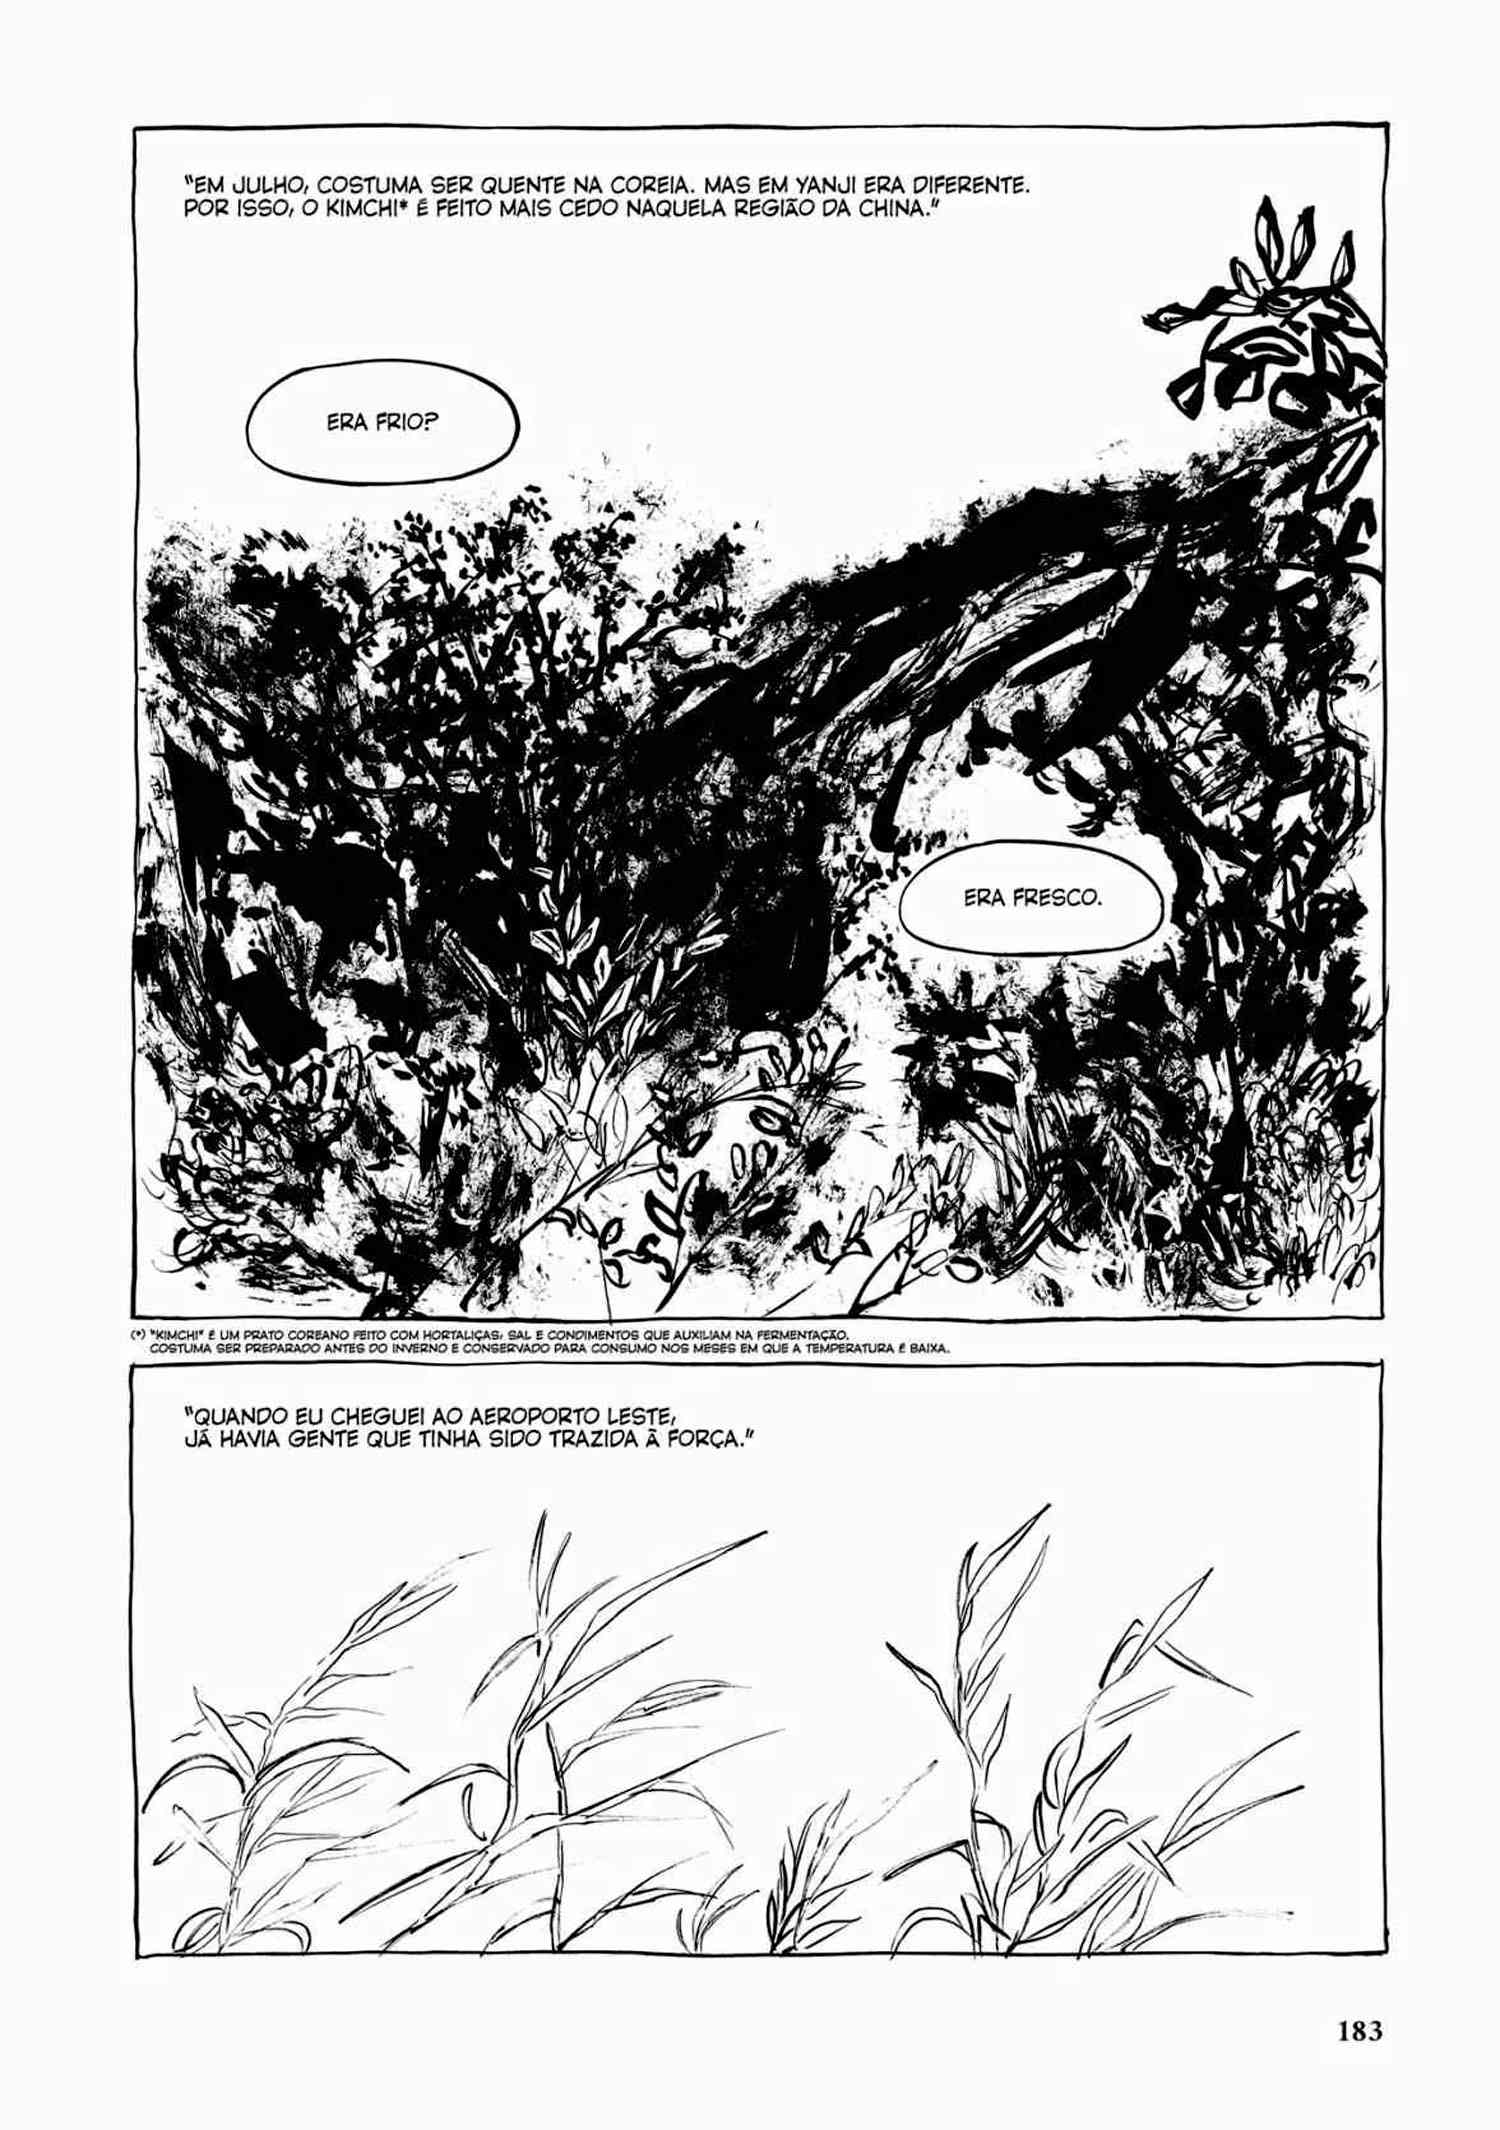 "EM JULHO, COSTUMA SER QUENTE NA COREIA. MAS EM YANJI ERA DIFERENTE.
POR ISSO, O KIMCHI* É FEITO MAIS CEDO NAQUELA REGIÃO DA CHINA."
ERA FRIO?
ERA FRESCO.
(*) "KIMCHI" É UM PRATO COREANO FEITO COM HORTALIÇAS, SAL E CONDIMENTOS QUE AUXILIAM NA FERMENTAÇÃO.
COSTUMA SER PREPARADO ANTES DO INVERNO E CONSERVADO PARA CONSUMO NOS MESES EM QUE A TEMPERATURA É BAIXA.
"QUANDO EU CHEGUEI AO AEROPORTO LESTE,
JÁ HAVIA GENTE QUE TINHA SIDO TRAZIDA À FORÇA."
183